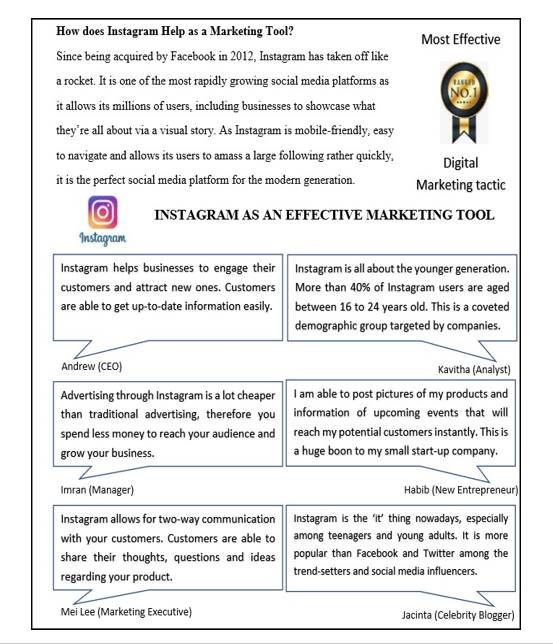 How does Instagram Help as a Marketing Tool?
Since being acquired by Facebook in 2012, Instagram has taken off like
a rocket. It is one of the most rapidly growing social media platforms as
it allows its millions of users, including businesses to showcase what
they're all about via a visual story. As Instagram is mobile-friendly, easy
to navigate and allows its users to amass a large following rather quickly,
it is the perfect social media platform for the modern generation.
Most Effective
RANKED
NO.1
Digital
Marketing tactic
Instagram
INSTAGRAM AS AN EFFECTIVE MARKETING TOOL
Instagram helps businesses to engage their
customers and attract new ones. Customers
are able to get up-to-date information easily.
Andrew (CEO)
Instagram is all about the younger generation.
More than 40% of Instagram users are aged
between 16 to 24 years old. This is a coveted
demographic group targeted by companies.
Kavitha (Analyst)
Advertising through Instagram is a lot cheaper
than traditional advertising, therefore you
spend less money to reach your audience and
grow your business.
Imran (Manager)
I am able to post pictures of my products and
information of upcoming events that will
reach my potential customers instantly. This is
a huge boon to my small start-up company.
Habib (New Entrepreneur)
Instagram allows for two-way communication
with your customers. Customers are able to
share their thoughts, questions and ideas
regarding your product.
Mei Lee (Marketing Executive)
Instagram is the 'it' thing nowadays, especially
among teenagers and young adults. It is more
popular than Facebook and Twitter among the
trend-setters and social media influencers.
Jacinta (Celebrity Blogger)